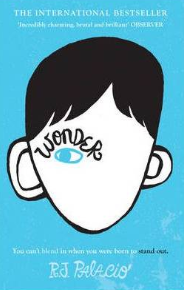 THE INTERNATIONAL BESTSELLER
'Incredibly charming, brutal and brilliant' OBSERVER
WONDER
You can't blend in when you were born to stand out.
R.J. PALACIO